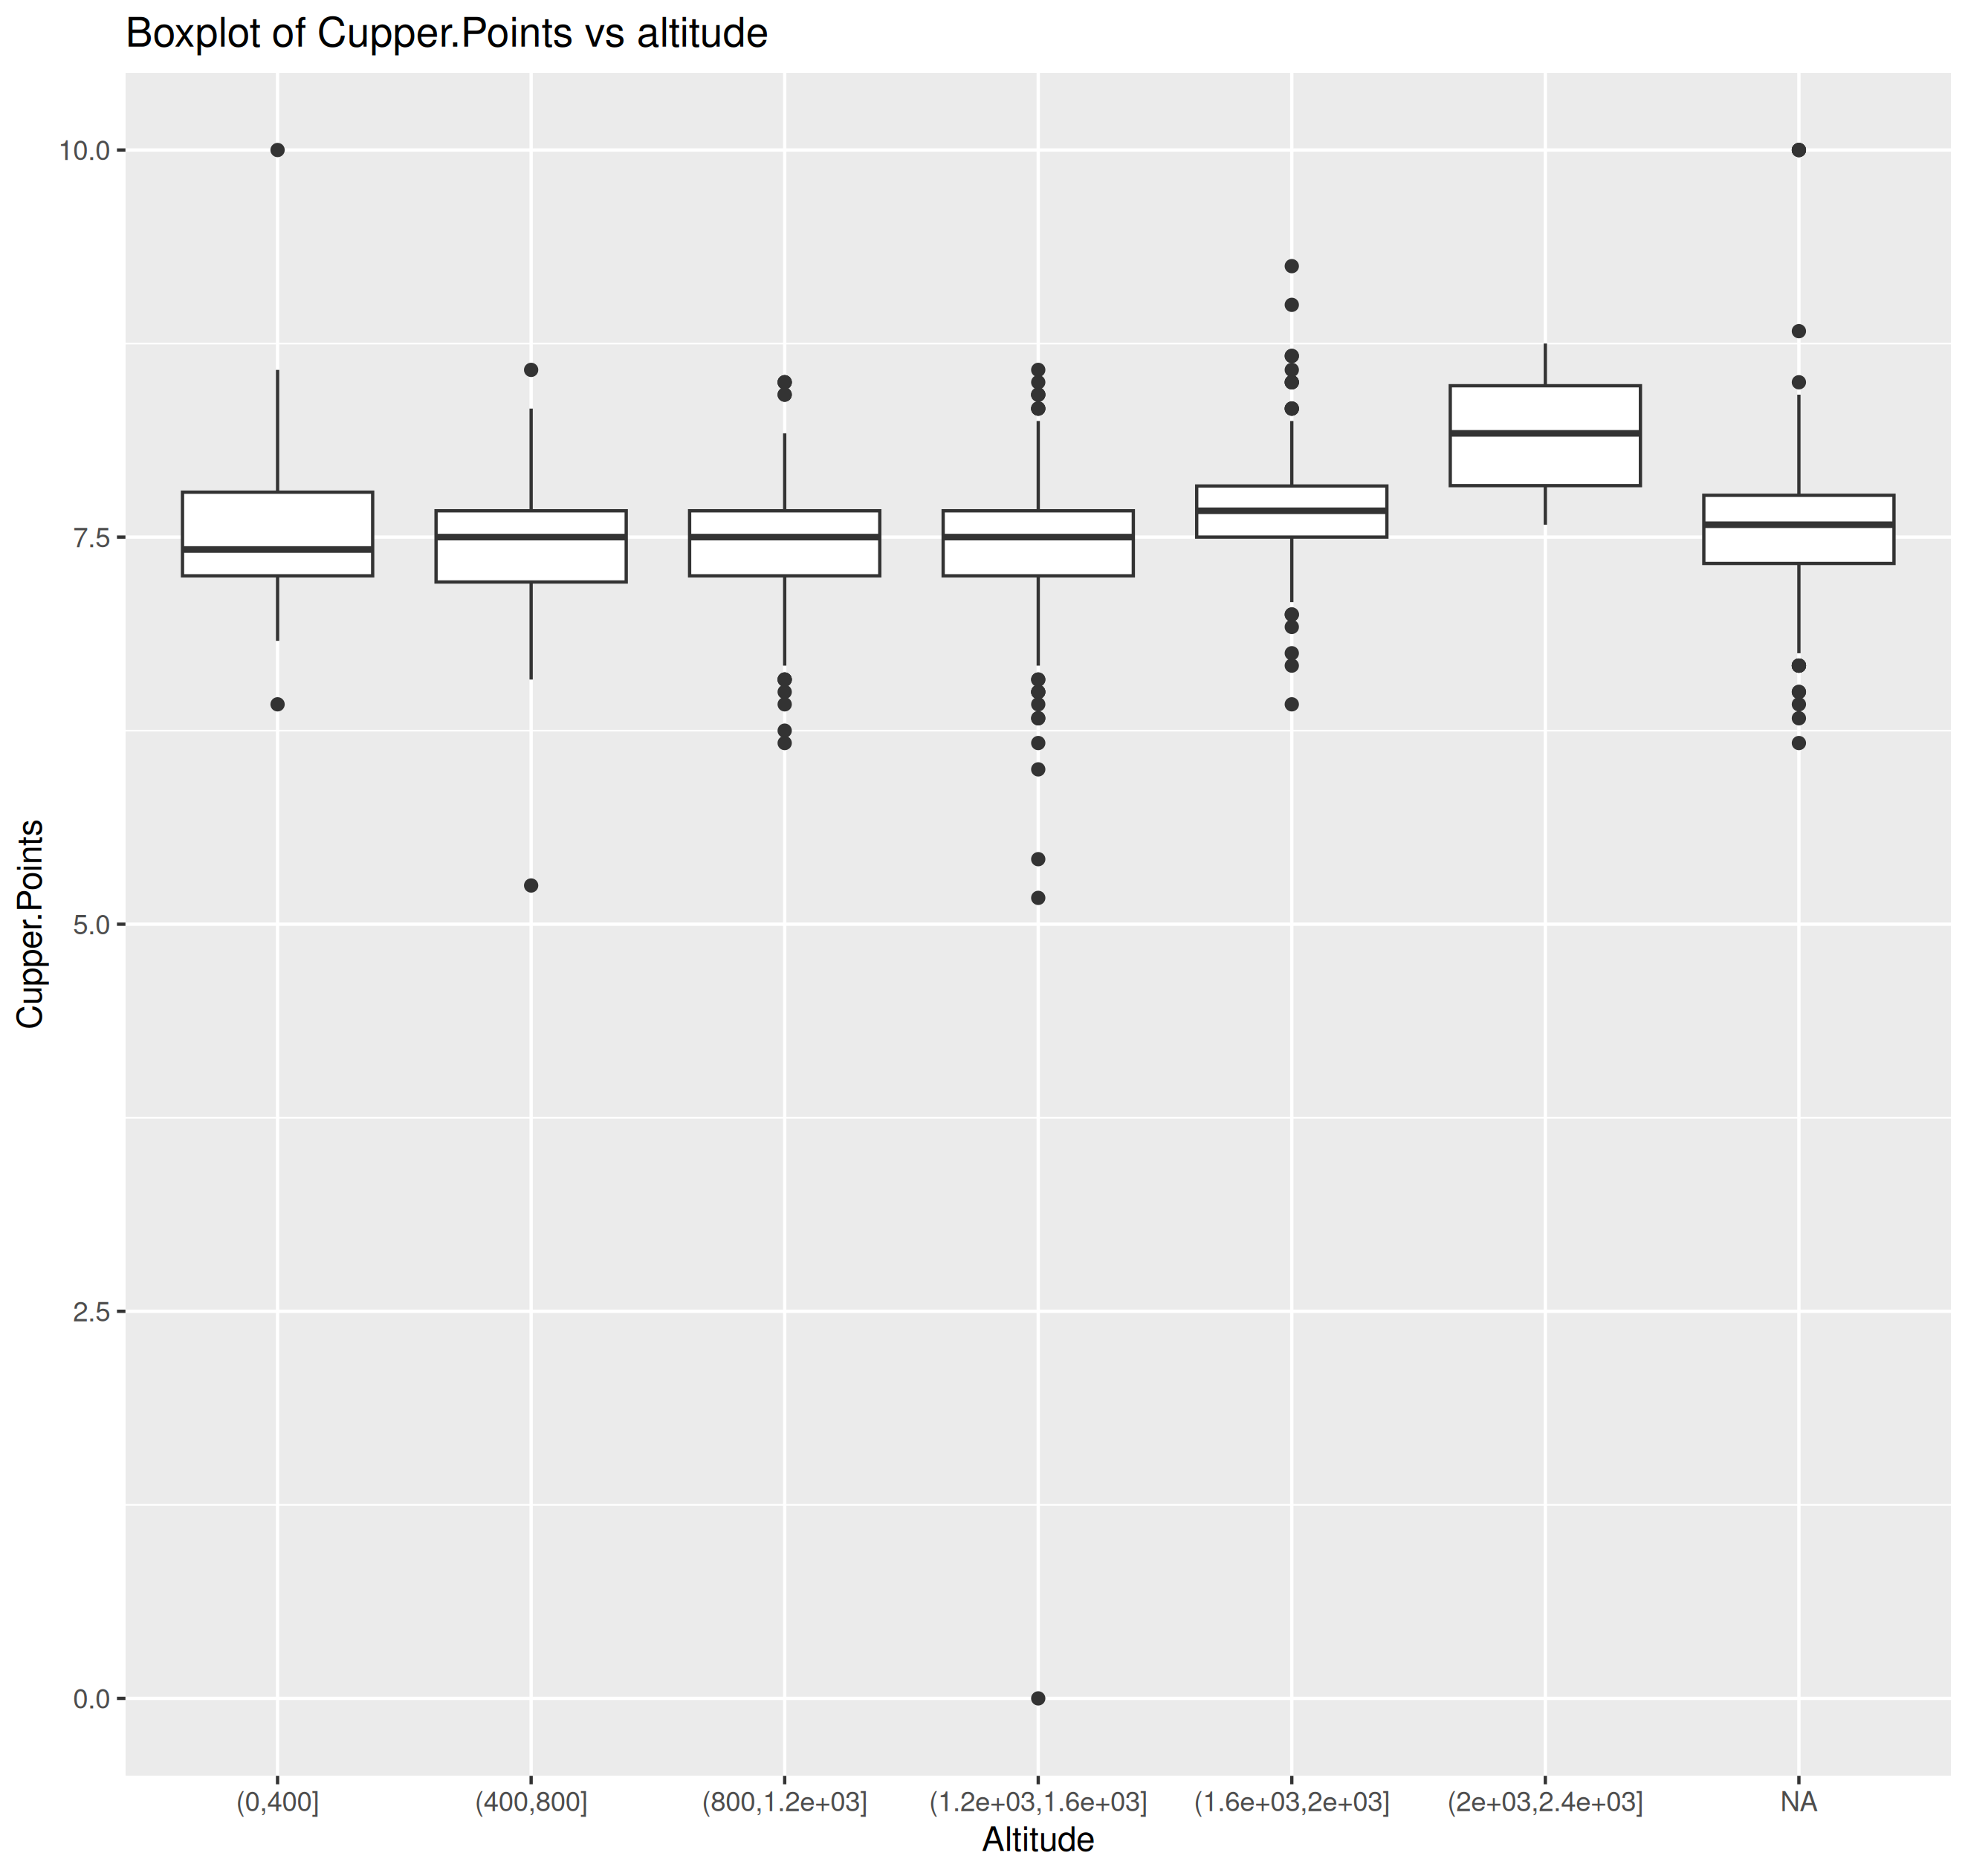 Boxplot of Cupper.Points vs altitude
10.0
7.5
5.0
2.5
0.0
Cupper.Points
(0,400] (400,800] (800,1.2e+03] (1.2e+03,1.6e+03] (1.6e+03,2e+03] (2e+03,2.4e+03] NA
Altitude